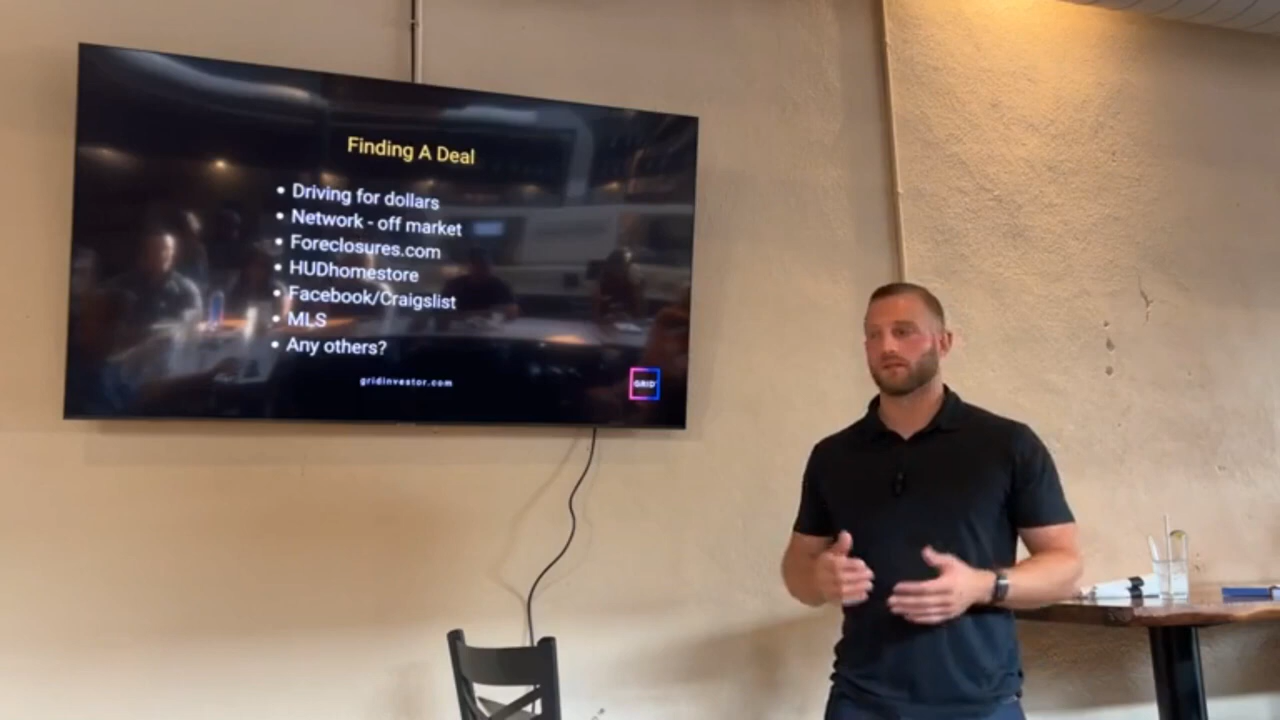 Finding A Deal
• Driving for dollars
• Network - off market
• Foreclosures.com
• HUDhomestore
• Facebook/Craigslist
• MLS
• Any others?
gridinvestor.com
GRID